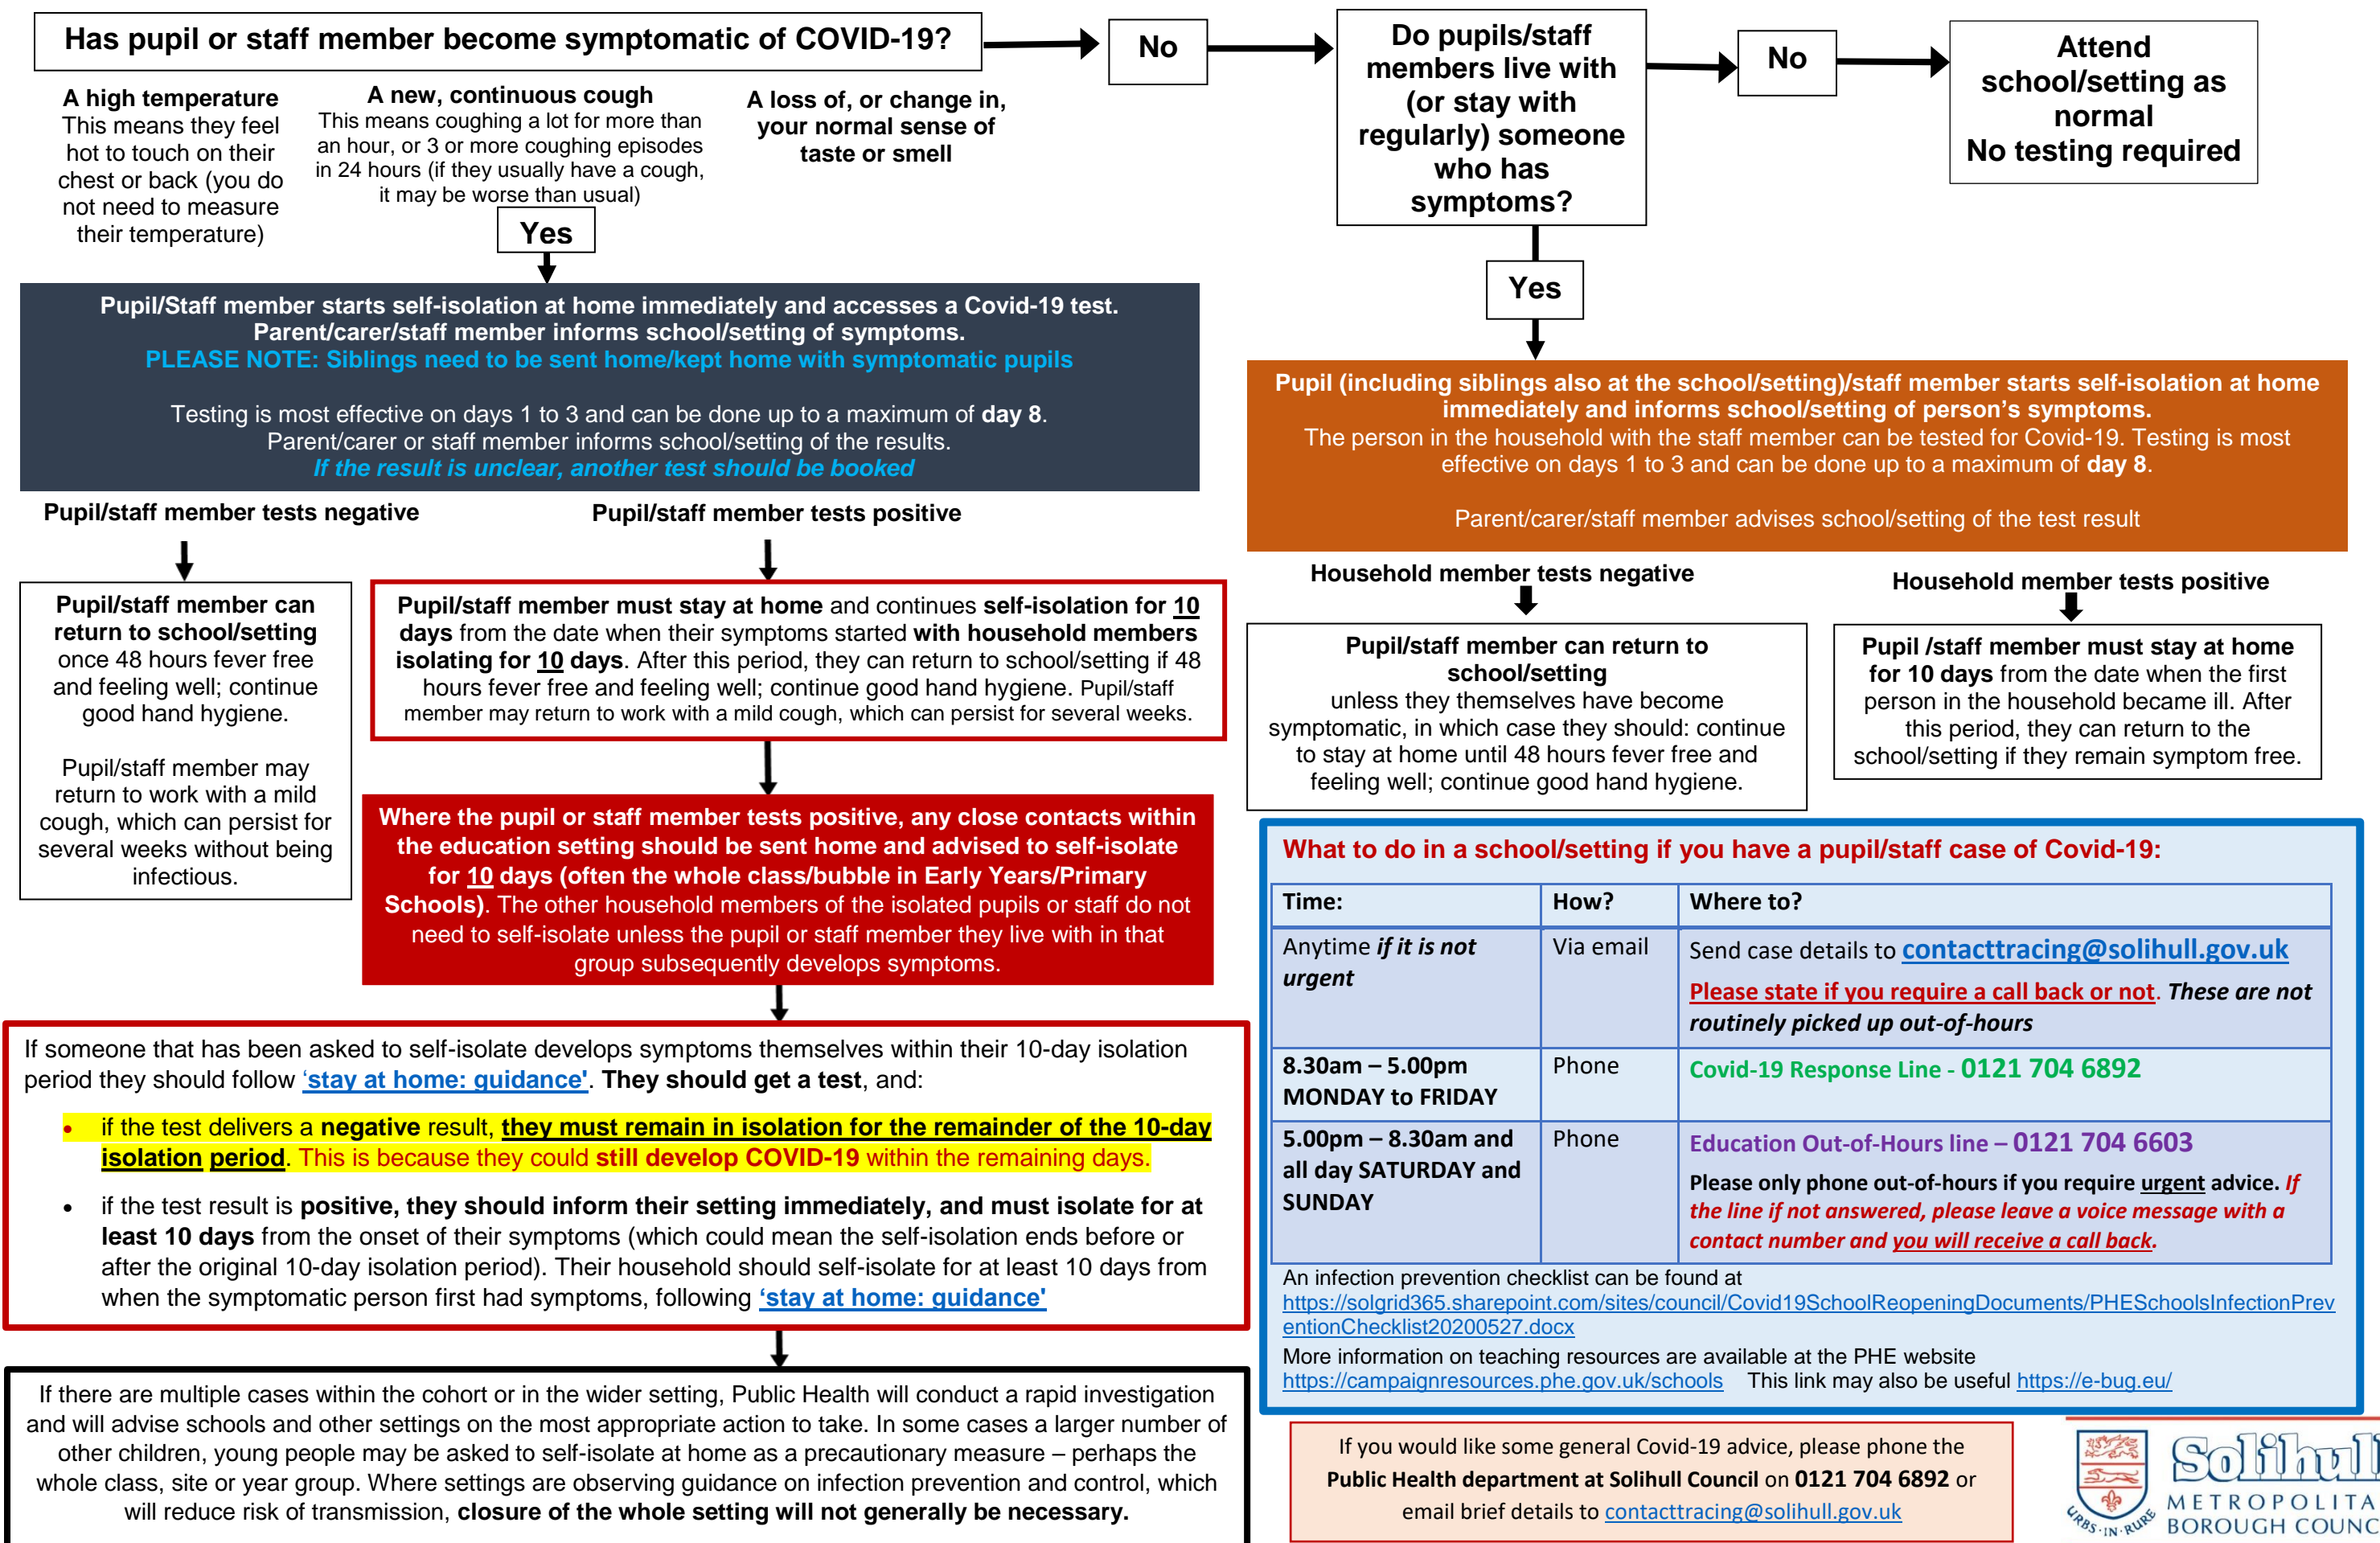 Has pupil or staff member become symptomatic of COVID-19?
No
Do pupils/staff
members live with
(or stay with
regularly) someone
who has
symptoms?
No
Attend
school/setting as
normal
No testing required
A high temperature
This means they feel
hot to touch on their
chest or back (you do
not need to measure
their temperature)
A new, continuous cough
This means coughing a lot for more than
an hour, or 3 or more coughing episodes
in 24 hours (if they usually have a cough,
it may be worse than usual)
A loss of, or change in,
your normal sense of
taste or smell
Yes
Yes
Pupil/Staff member starts self-isolation at home immediately and accesses a Covid-19 test.
Parent/carer/staff member informs school/setting of symptoms.
PLEASE NOTE: Siblings need to be sent home/kept home with symptomatic pupils
Testing is most effective on days 1 to 3 and can be done up to a maximum of day 8.
Parent/carer or staff member informs school/setting of the results.
If the result is unclear, another test should be booked
Pupil (including siblings also at the school/setting)/staff member starts self-isolation at home
immediately and informs school/setting of person's symptoms.
The person in the household with the staff member can be tested for Covid-19. Testing is most
effective on days 1 to 3 and can be done up to a maximum of day 8.
Parent/carer/staff member advises school/setting of the test result
Pupil/staff member tests negative
Pupil/staff member tests positive
Household member tests negative
Household member tests positive
Pupil/staff member can
return to school/setting
once 48 hours fever free
and feeling well; continue
good hand hygiene.
Pupil/staff member may
return to work with a mild
cough, which can persist for
several weeks without being
infectious.
Pupil/staff member must stay at home and continues self-isolation for 10
days from the date when their symptoms started with household members
isolating for 10 days. After this period, they can return to school/setting if 48
hours fever free and feeling well; continue good hand hygiene. Pupil/staff
member may return to work with a mild cough, which can persist for several weeks.
Pupil/staff member can return to
school/setting
unless they themselves have become
symptomatic, in which case they should: continue
to stay at home until 48 hours fever free and
feeling well; continue good hand hygiene.
Pupil /staff member must stay at home
for 10 days from the date when the first
person in the household became ill. After
this period, they can return to the
school/setting if they remain symptom free.
Where the pupil or staff member tests positive, any close contacts within
the education setting should be sent home and advised to self-isolate
for 10 days (often the whole class/bubble in Early Years/Primary
Schools). The other household members of the isolated pupils or staff do not
need to self-isolate unless the pupil or staff member they live with in that
group subsequently develops symptoms.
If someone that has been asked to self-isolate develops symptoms themselves within their 10-day isolation
period they should follow 'stay at home: guidance'. They should get a test, and:
• if the test delivers a negative result, they must remain in isolation for the remainder of the 10-day
isolation period. This is because they could still develop COVID-19 within the remaining days.
• if the test result is positive, they should inform their setting immediately, and must isolate for at
least 10 days from the onset of their symptoms (which could mean the self-isolation ends before or
after the original 10-day isolation period). Their household should self-isolate for at least 10 days from
when the symptomatic person first had symptoms, following 'stay at home: guidance'
If there are multiple cases within the cohort or in the wider setting, Public Health will conduct a rapid investigation
and will advise schools and other settings on the most appropriate action to take. In some cases a larger number of
other children, young people may be asked to self-isolate at home as a precautionary measure – perhaps the
whole class, site or year group. Where settings are observing guidance on infection prevention and control, which
will reduce risk of transmission, closure of the whole setting will not generally be necessary.
What to do in a school/setting if you have a pupil/staff case of Covid-19:
Time:
How?
Where to?
Anytime if it is not
urgent
Via email
Send case details to contacttracing@solihull.gov.uk
Please state if you require a call back or not. These are not
routinely picked up out-of-hours
8.30am – 5.00pm
MONDAY to FRIDAY
Phone
Covid-19 Response Line - 0121 704 6892
5.00pm – 8.30am and
all day SATURDAY and
SUNDAY
Phone
Education Out-of-Hours line – 0121 704 6603
Please only phone out-of-hours if you require urgent advice. If
the line if not answered, please leave a voice message with a
contact number and you will receive a call back.
An infection prevention checklist can be found at
https://solgrid365.sharepoint.com/sites/council/Covid19SchoolReopeningDocuments/PHESchoolsInfectionPrev
entionChecklist20200527.docx
More information on teaching resources are available at the PHE website
https://campaignresources.phe.gov.uk/schools This link may also be useful https://e-bug.eu/
If you would like some general Covid-19 advice, please phone the
Public Health department at Solihull Council on 0121 704 6892 or
email brief details to contacttracing@solihull.gov.uk
URBS·IN·RURE
Solihull
METROPOLITA
BOROUGH COUNC